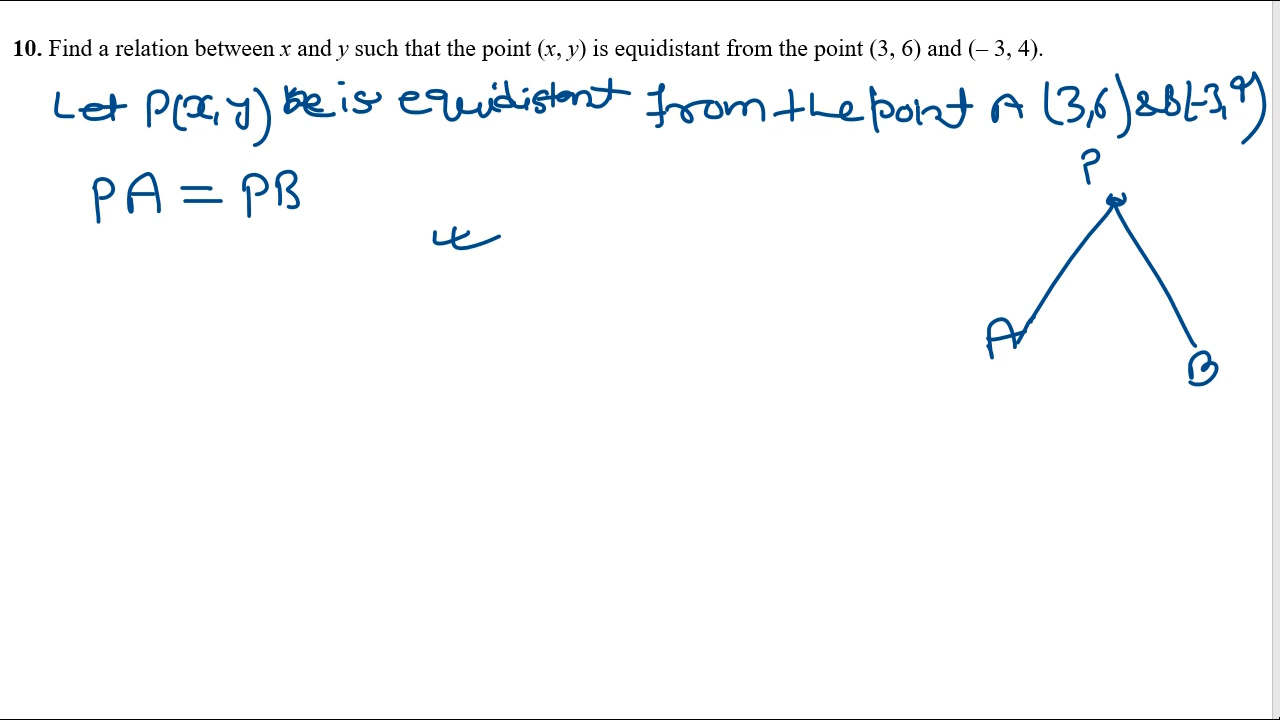 10. Find a relation between x and y such that the point (x, y) is equidistant from the point (3, 6) and (– 3, 4).
Let P(x, y) is equidistant from the point A (3,6) & B(-3, 4)
P
PA = PB
A
B